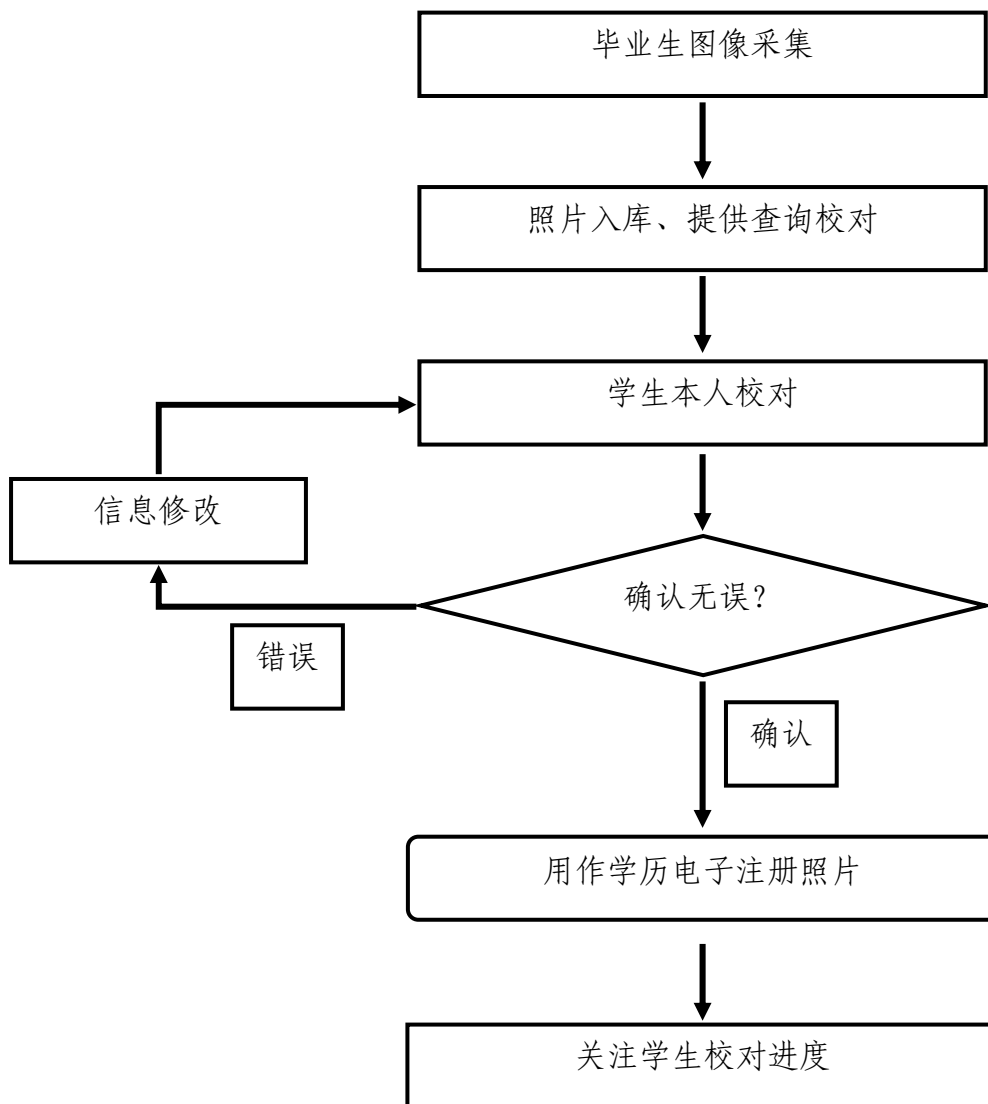 毕业生图像采集
照片入库、提供查询校对
学生本人校对
信息修改
确认无误？
错误
确认
用作学历电子注册照片
关注学生校对进度